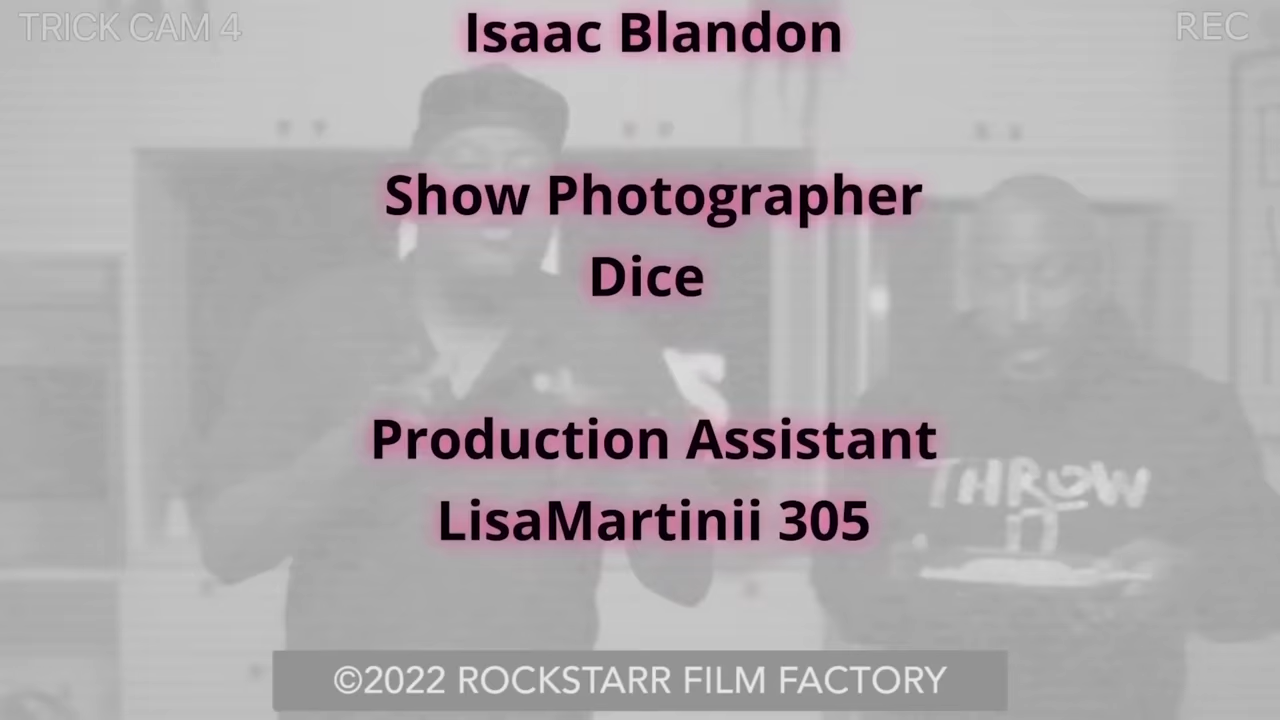 TRICK CAM 4
REC
Isaac Blandon
Show Photographer
Dice
Production Assistant
LisaMartinii 305
THROW
©2022 ROCKSTARR FILM FACTORY